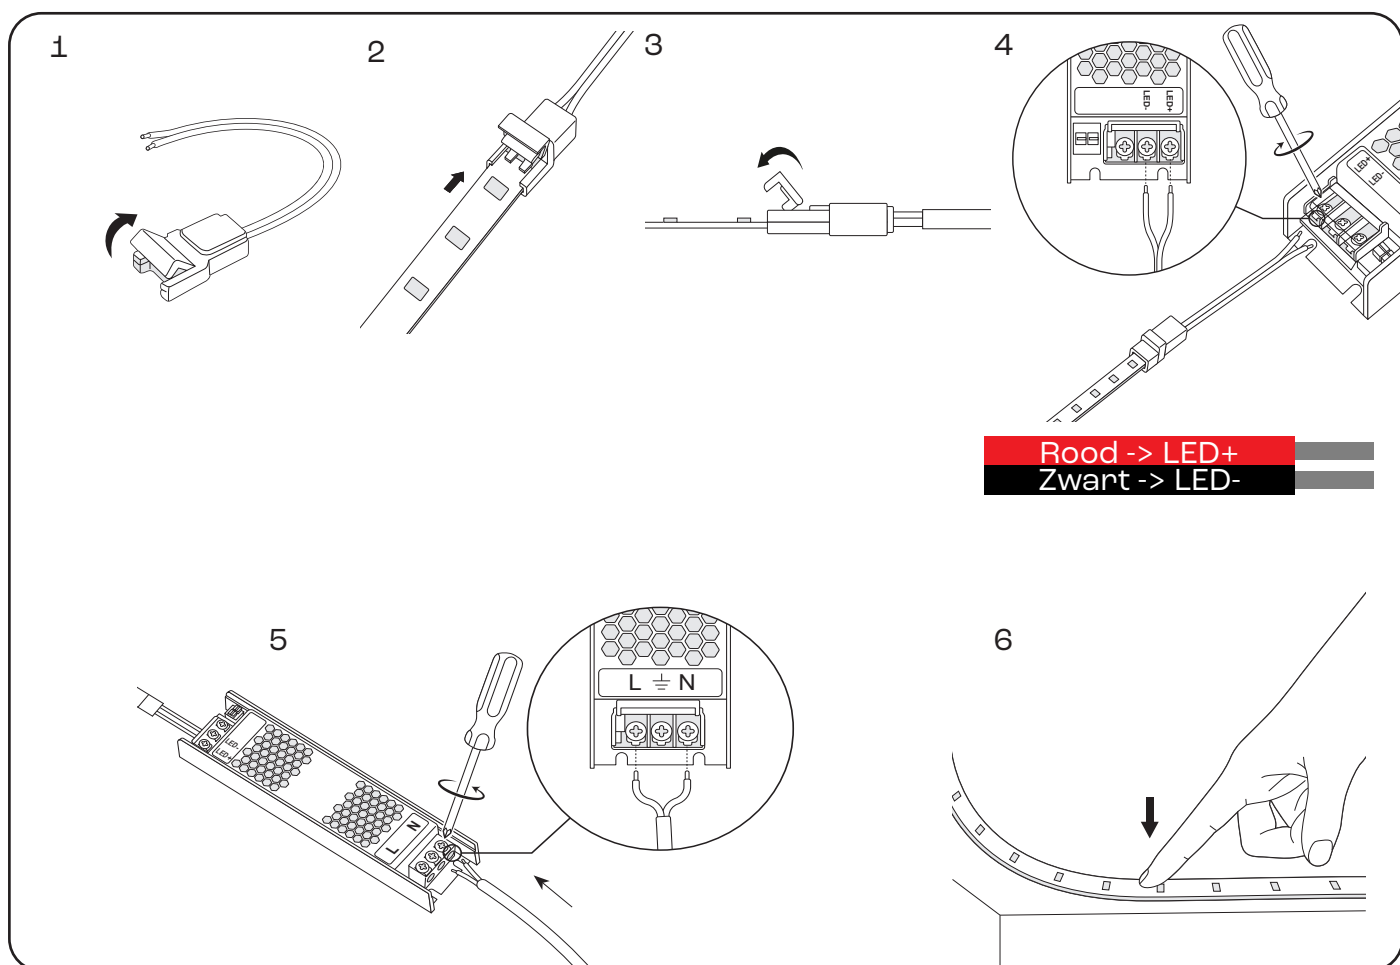 1
2
3
4
LED-
LED+
LED+
LED-
Rood -> LED+
Zwart -> LED-
5
L N
LED-
LED+
N
L
6